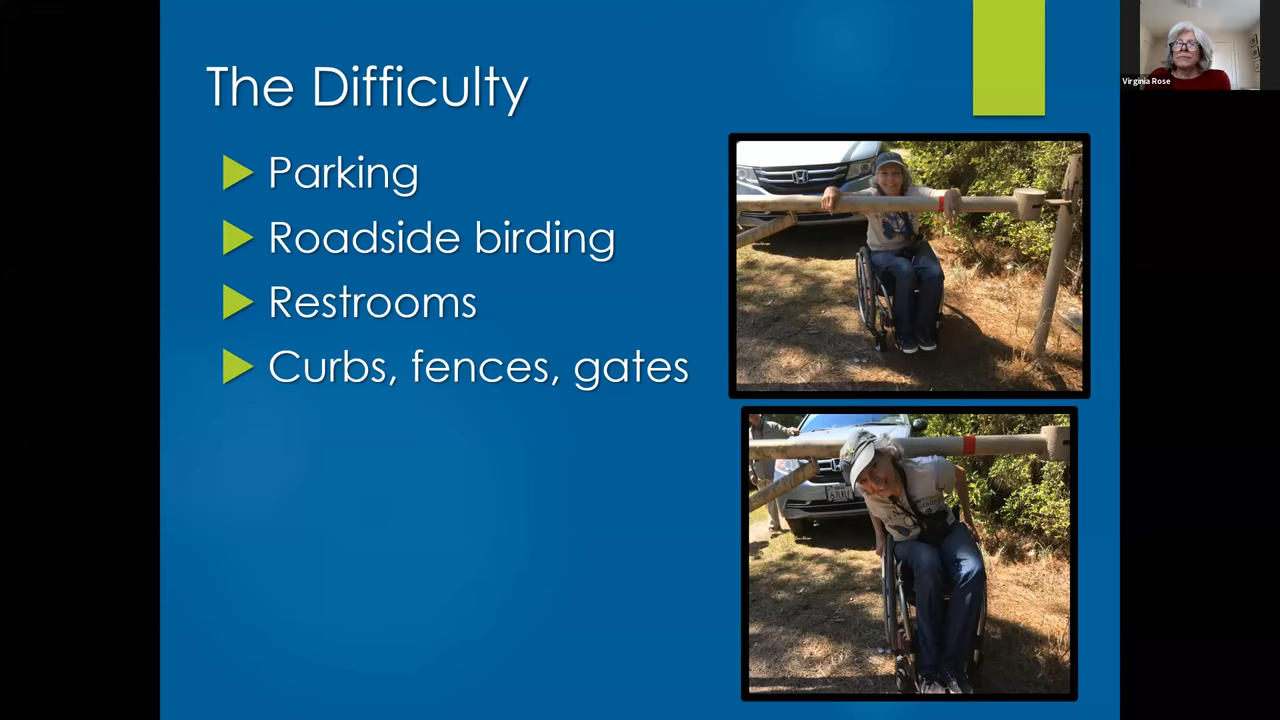 The Difficulty
Parking
Roadside birding
Restrooms
Curbs, fences, gates
Virginia Rose